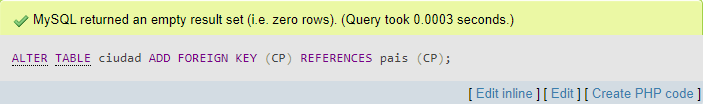 MySQL returned an empty result set (i.e. zero rows). (Query took 0.0003 seconds.)
ALTER TABLE ciudad ADD FOREIGN KEY (CP) REFERENCES pais (CP);
[ Edit inline ] [ Edit ] [ Create PHP code ]